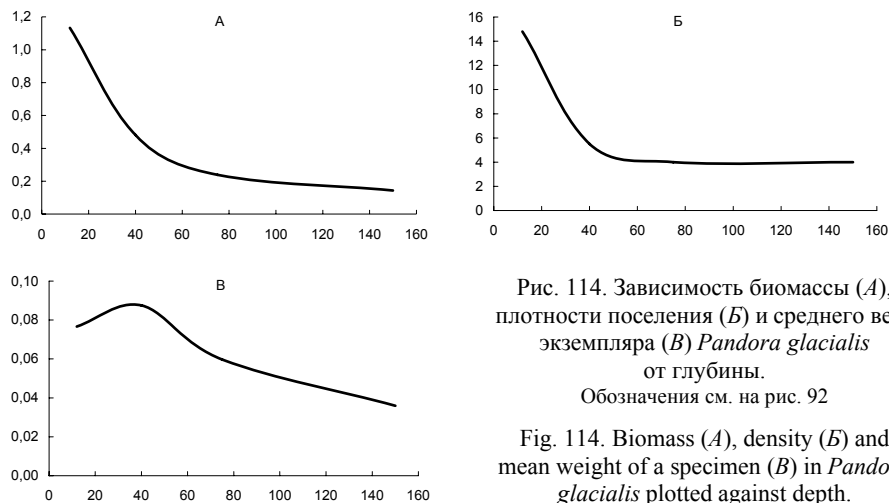 А
1,2
1,0
0,8
0,6
0,4
0,2
0,0
0 20 40 60 80 100 120 140 160
Б
16
14
12
10
8
6
4
2
0
0 20 40 60 80 100 120 140 160
В
0,10
0,08
0,06
0,04
0,02
0,00
0 20 40 60 80 100 120 140 160
Рис. 114. Зависимость биомассы (А),
плотности поселения (Б) и среднего
экземпляра (В) Pandora glacialis
от глубины.
Обозначения см. на рис. 92
Fig. 114. Biomass (А), density (Б) and
mean weight of a specimen (В) in
glacialis plotted against depth.